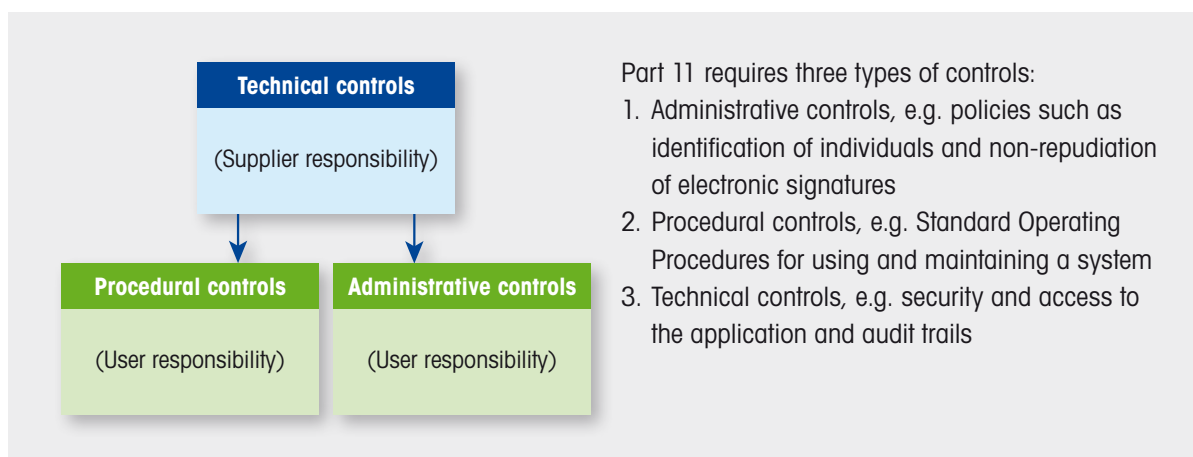 Technical controls
(Supplier responsibility)
Procedural controls
(User responsibility)
Administrative controls
(User responsibility)
Part 11 requires three types of controls:
1. Administrative controls, e.g. policies such as
identification of individuals and non-repudiation
of electronic signatures
2. Procedural controls, e.g. Standard Operating
Procedures for using and maintaining a system
3. Technical controls, e.g. security and access to
the application and audit trails